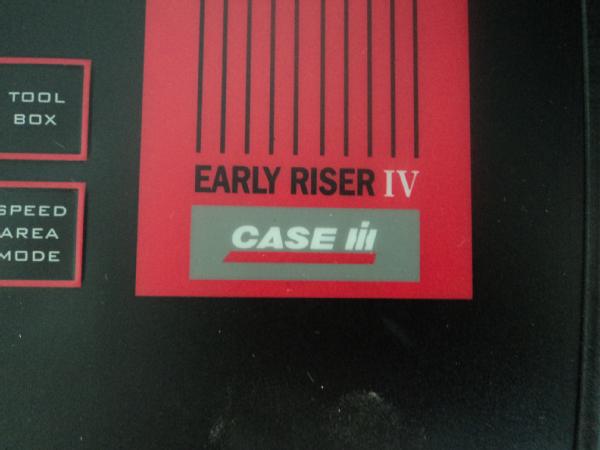 TOOL
BOX
SPEED
AREA
MODE
EARLY RISER IV
CASE IH